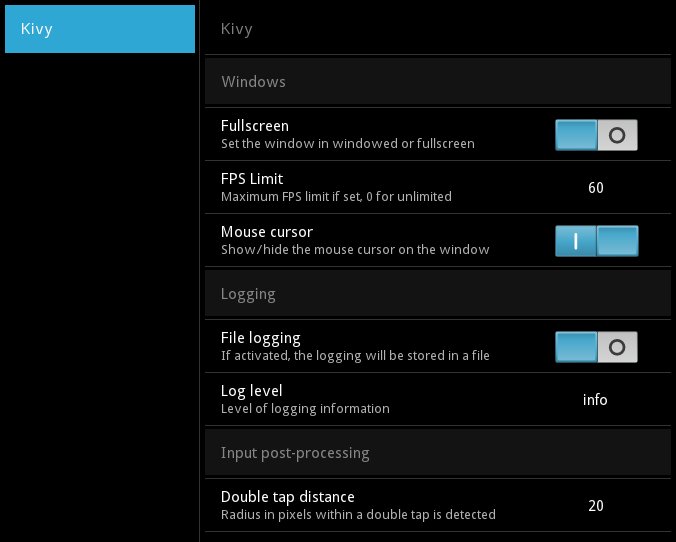 Kivy
Kivy
Windows
Fullscreen
Set the window in windowed or fullscreen
FPS Limit
Maximum FPS limit if set, 0 for unlimited
60
Mouse cursor
Show/hide the mouse cursor on the window
Logging
File logging
If activated, the logging will be stored in a file
Log level
Level of logging information
info
Input post-processing
Double tap distance
Radius in pixels within a double tap is detected
20